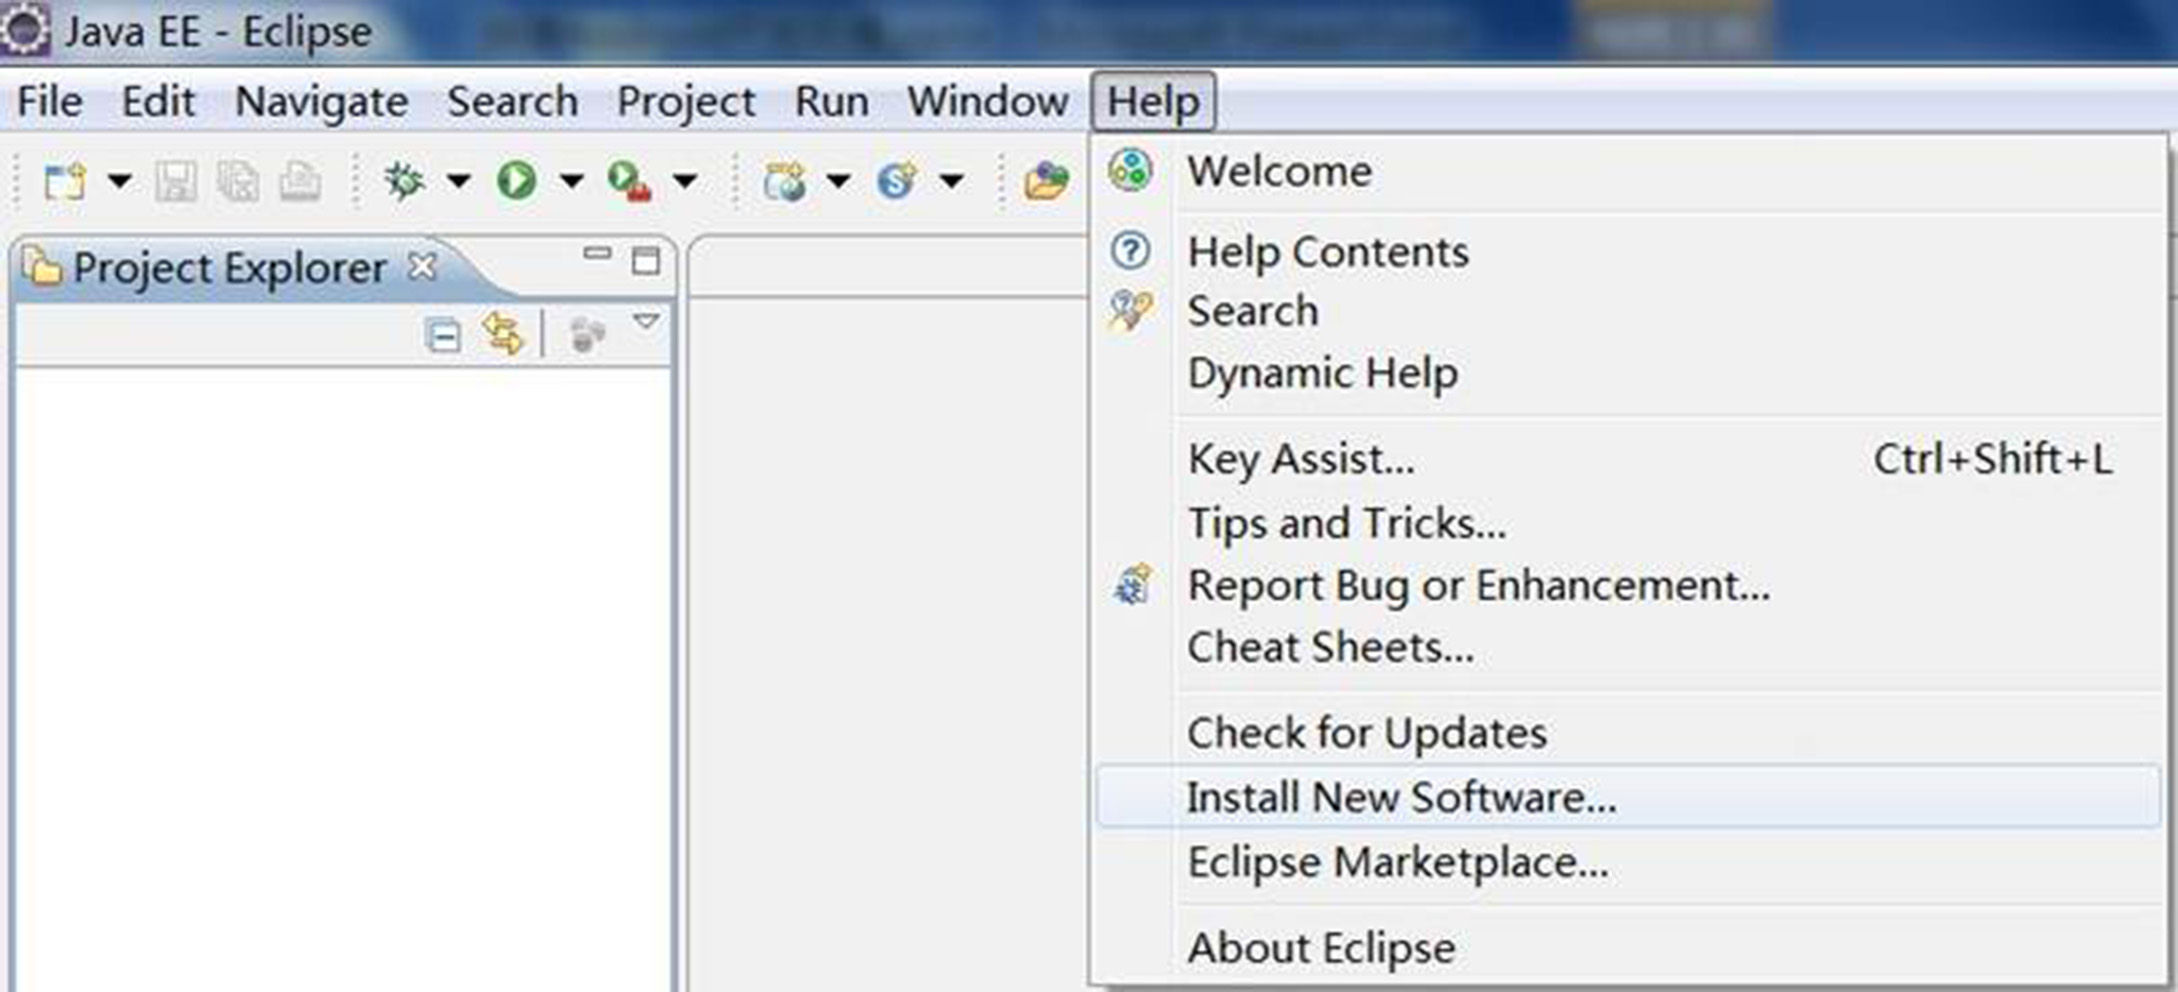 Java EE - Eclipse
File Edit Navigate Search Project Run Window Help
Project Explorer
Welcome
Help Contents
Search
Dynamic Help
Key Assist... Ctrl+Shift+L
Tips and Tricks...
Report Bug or Enhancement...
Cheat Sheets...
Check for Updates
Install New Software...
Eclipse Marketplace...
About Eclipse